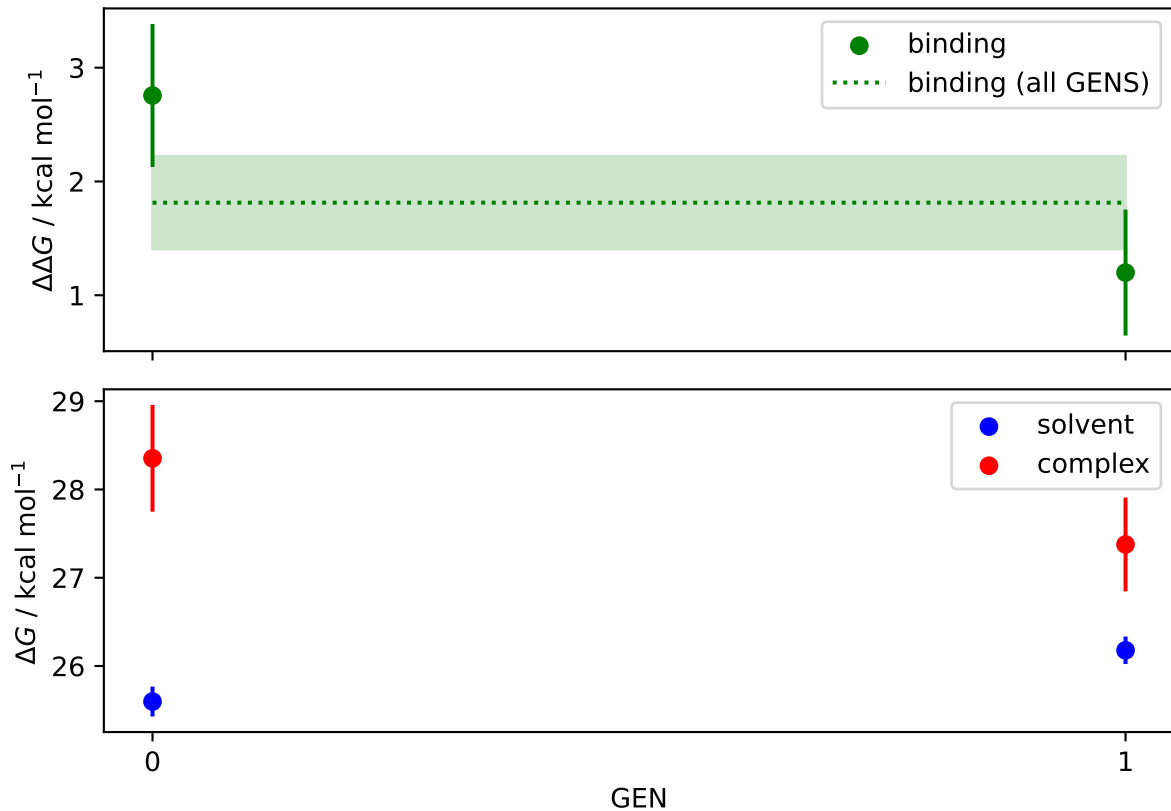 3
2
1
ΔΔG / kcal mol⁻¹
binding
binding (all GENS)
29
28
27
26
ΔG / kcal mol⁻¹
solvent
complex
0
1
GEN